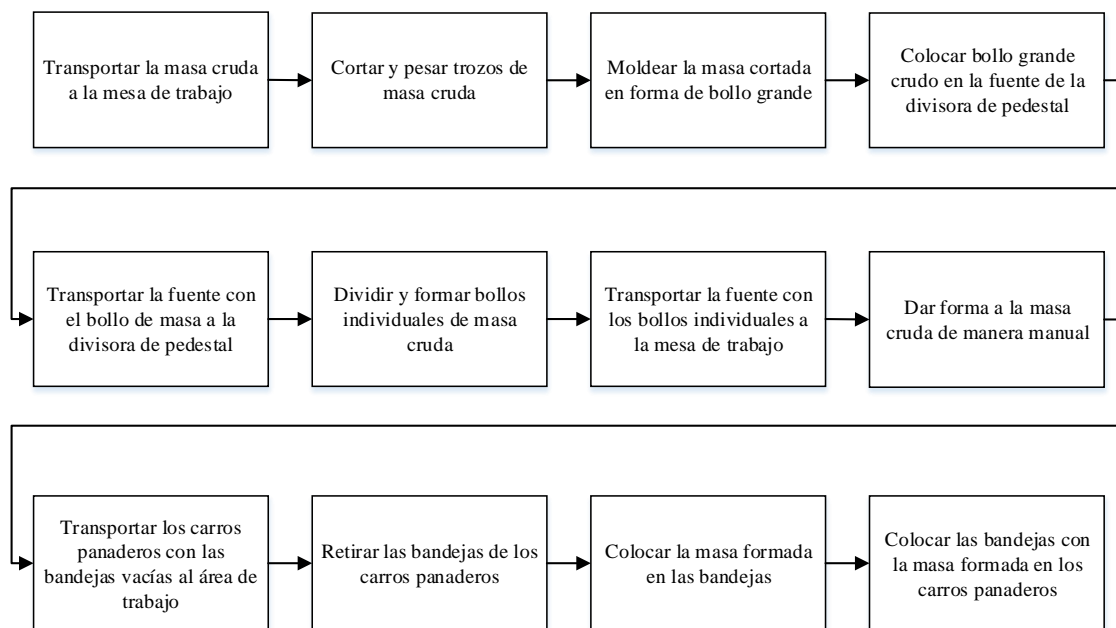 Transportar la masa cruda
a la mesa de trabajo
Cortar y pesar trozos de
masa cruda
Moldear la masa cortada
en forma de bollo grande
Colocar bollo grande
crudo en la fuente de la
divisora de pedestal
Transportar la fuente con
el bollo de masa a la
divisora de pedestal
Dividir y formar bollos
individuales de masa
cruda
Transportar la fuente con
los bollos individuales a
la mesa de trabajo
Dar forma a la masa
cruda de manera manual
Transportar los carros
panaderos con las
bandejas vacías al área de
trabajo
Retirar las bandejas de los
carros panaderos
Colocar la masa formada
en las bandejas
Colocar las bandejas con
la masa formada en los
carros panaderos